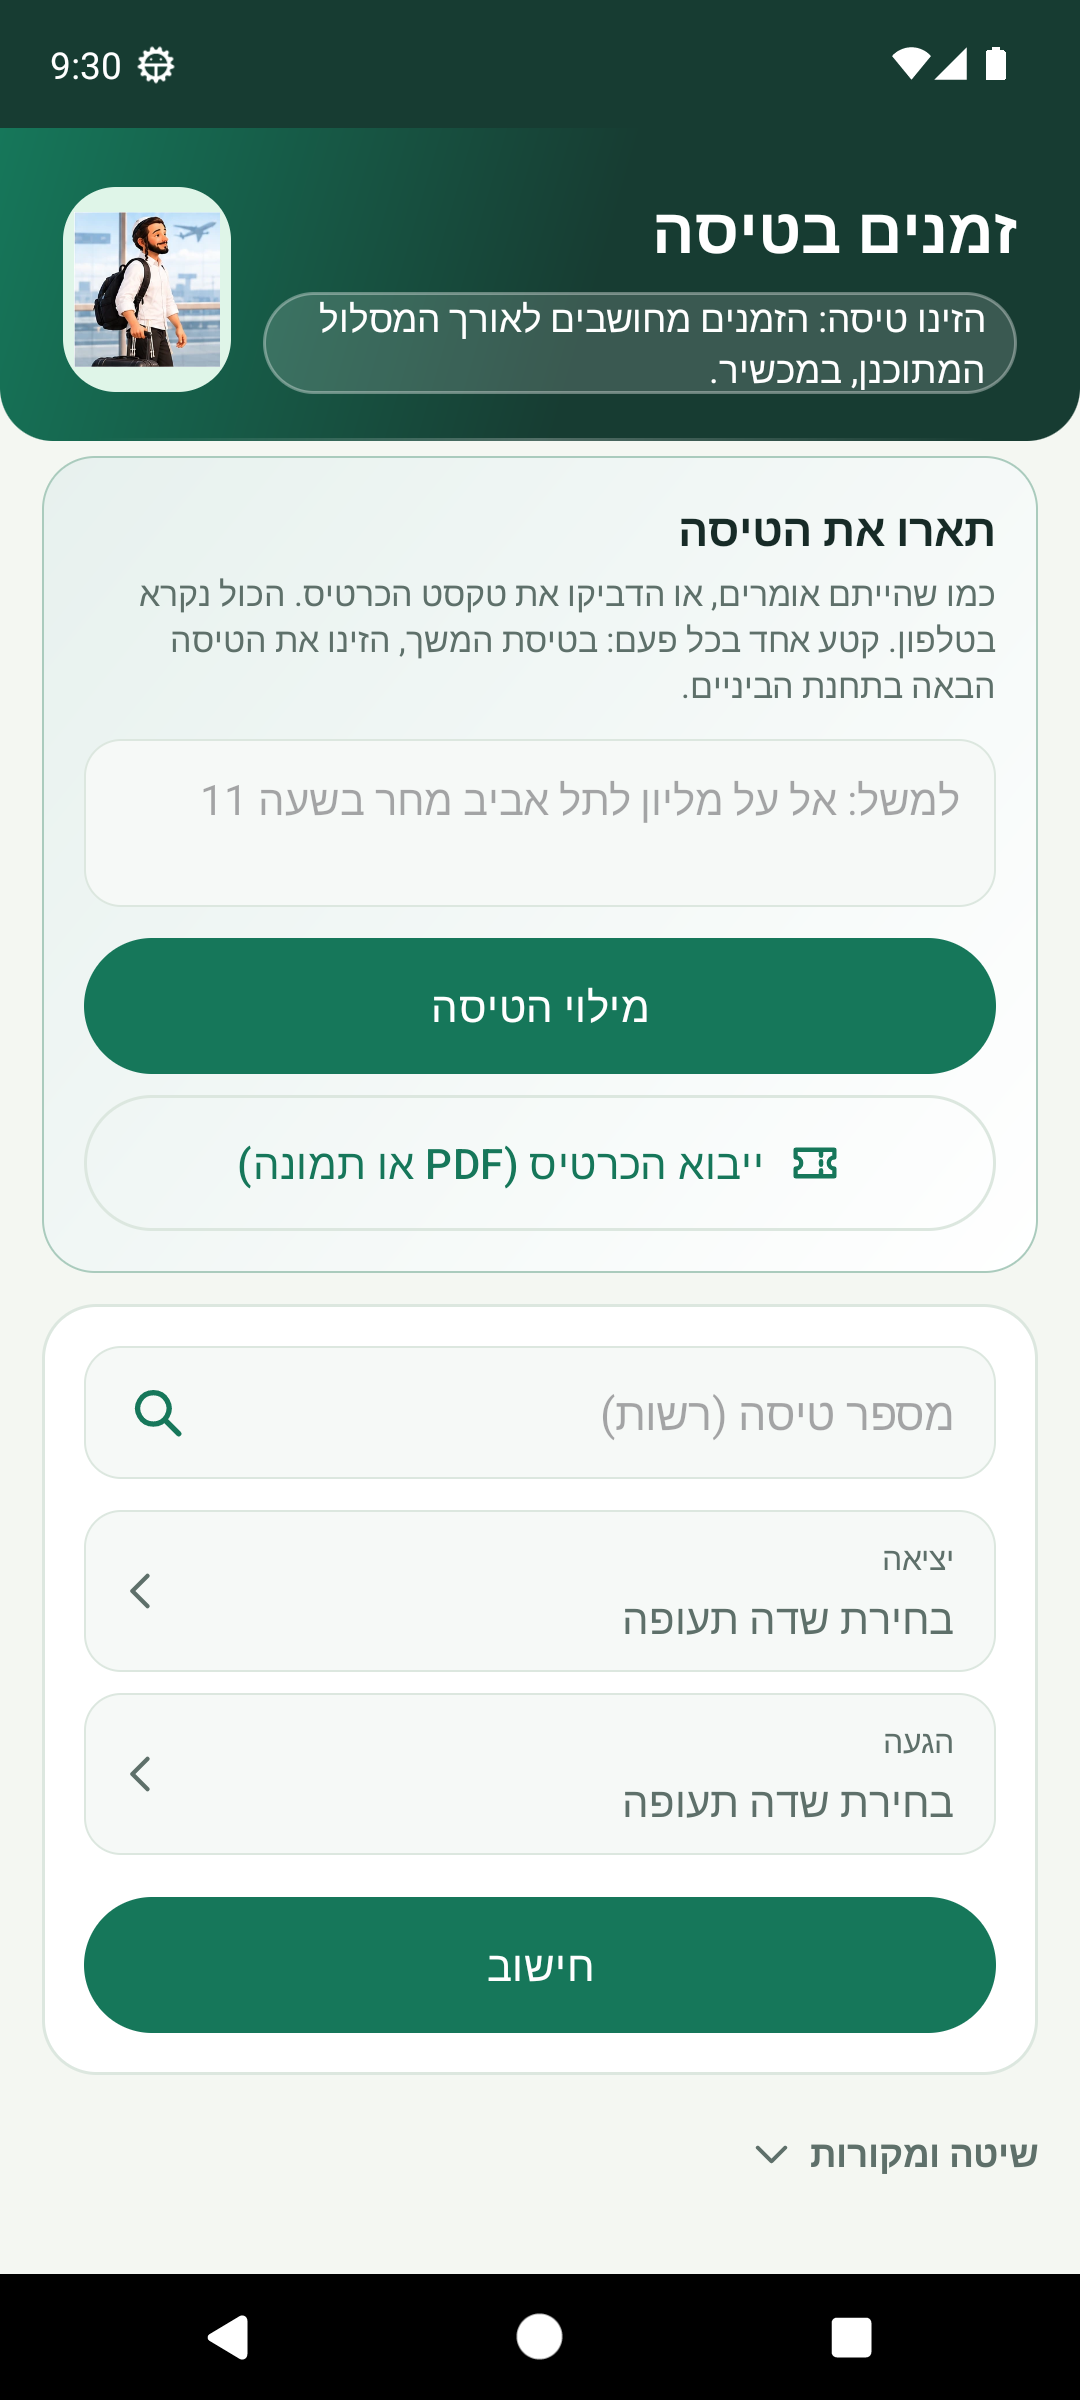 9:30
זמנים בטיסה
הזינו טיסה: הזמנים מחושבים לאורך המסלול
המתוכנן, במכשיר.
תארו את הטיסה
כמו שהייתם אומרים, או הדביקו את טקסט הכרטיס. הכול נקרא
בטלפון. קטע אחד בכל פעם: בטיסת המשך, הזינו את הטיסה
הבאה בתחנת הביניים.
למשל: אל על מליון לתל אביב מחר בשעה 11
מילוי הטיסה
ייבוא הכרטיס (PDF או תמונה)
מספר טיסה (רשות)
יציאה
בחירת שדה תעופה
הגעה
בחירת שדה תעופה
חישוב
שיטה ומקורות